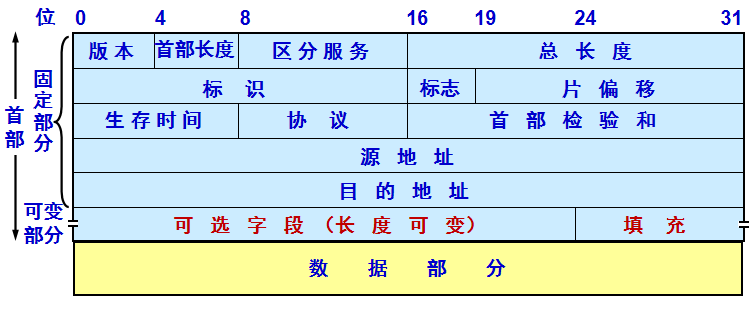 位 0 4 8 16 19 24 31
版本 首部长度 区分服务 总长度
标识 标志 片偏移
生存时间 协议 首部检验和
源地址
目的地址
可选字段（长度可变） 填充
数据部分
首部
固定部分
可变部分